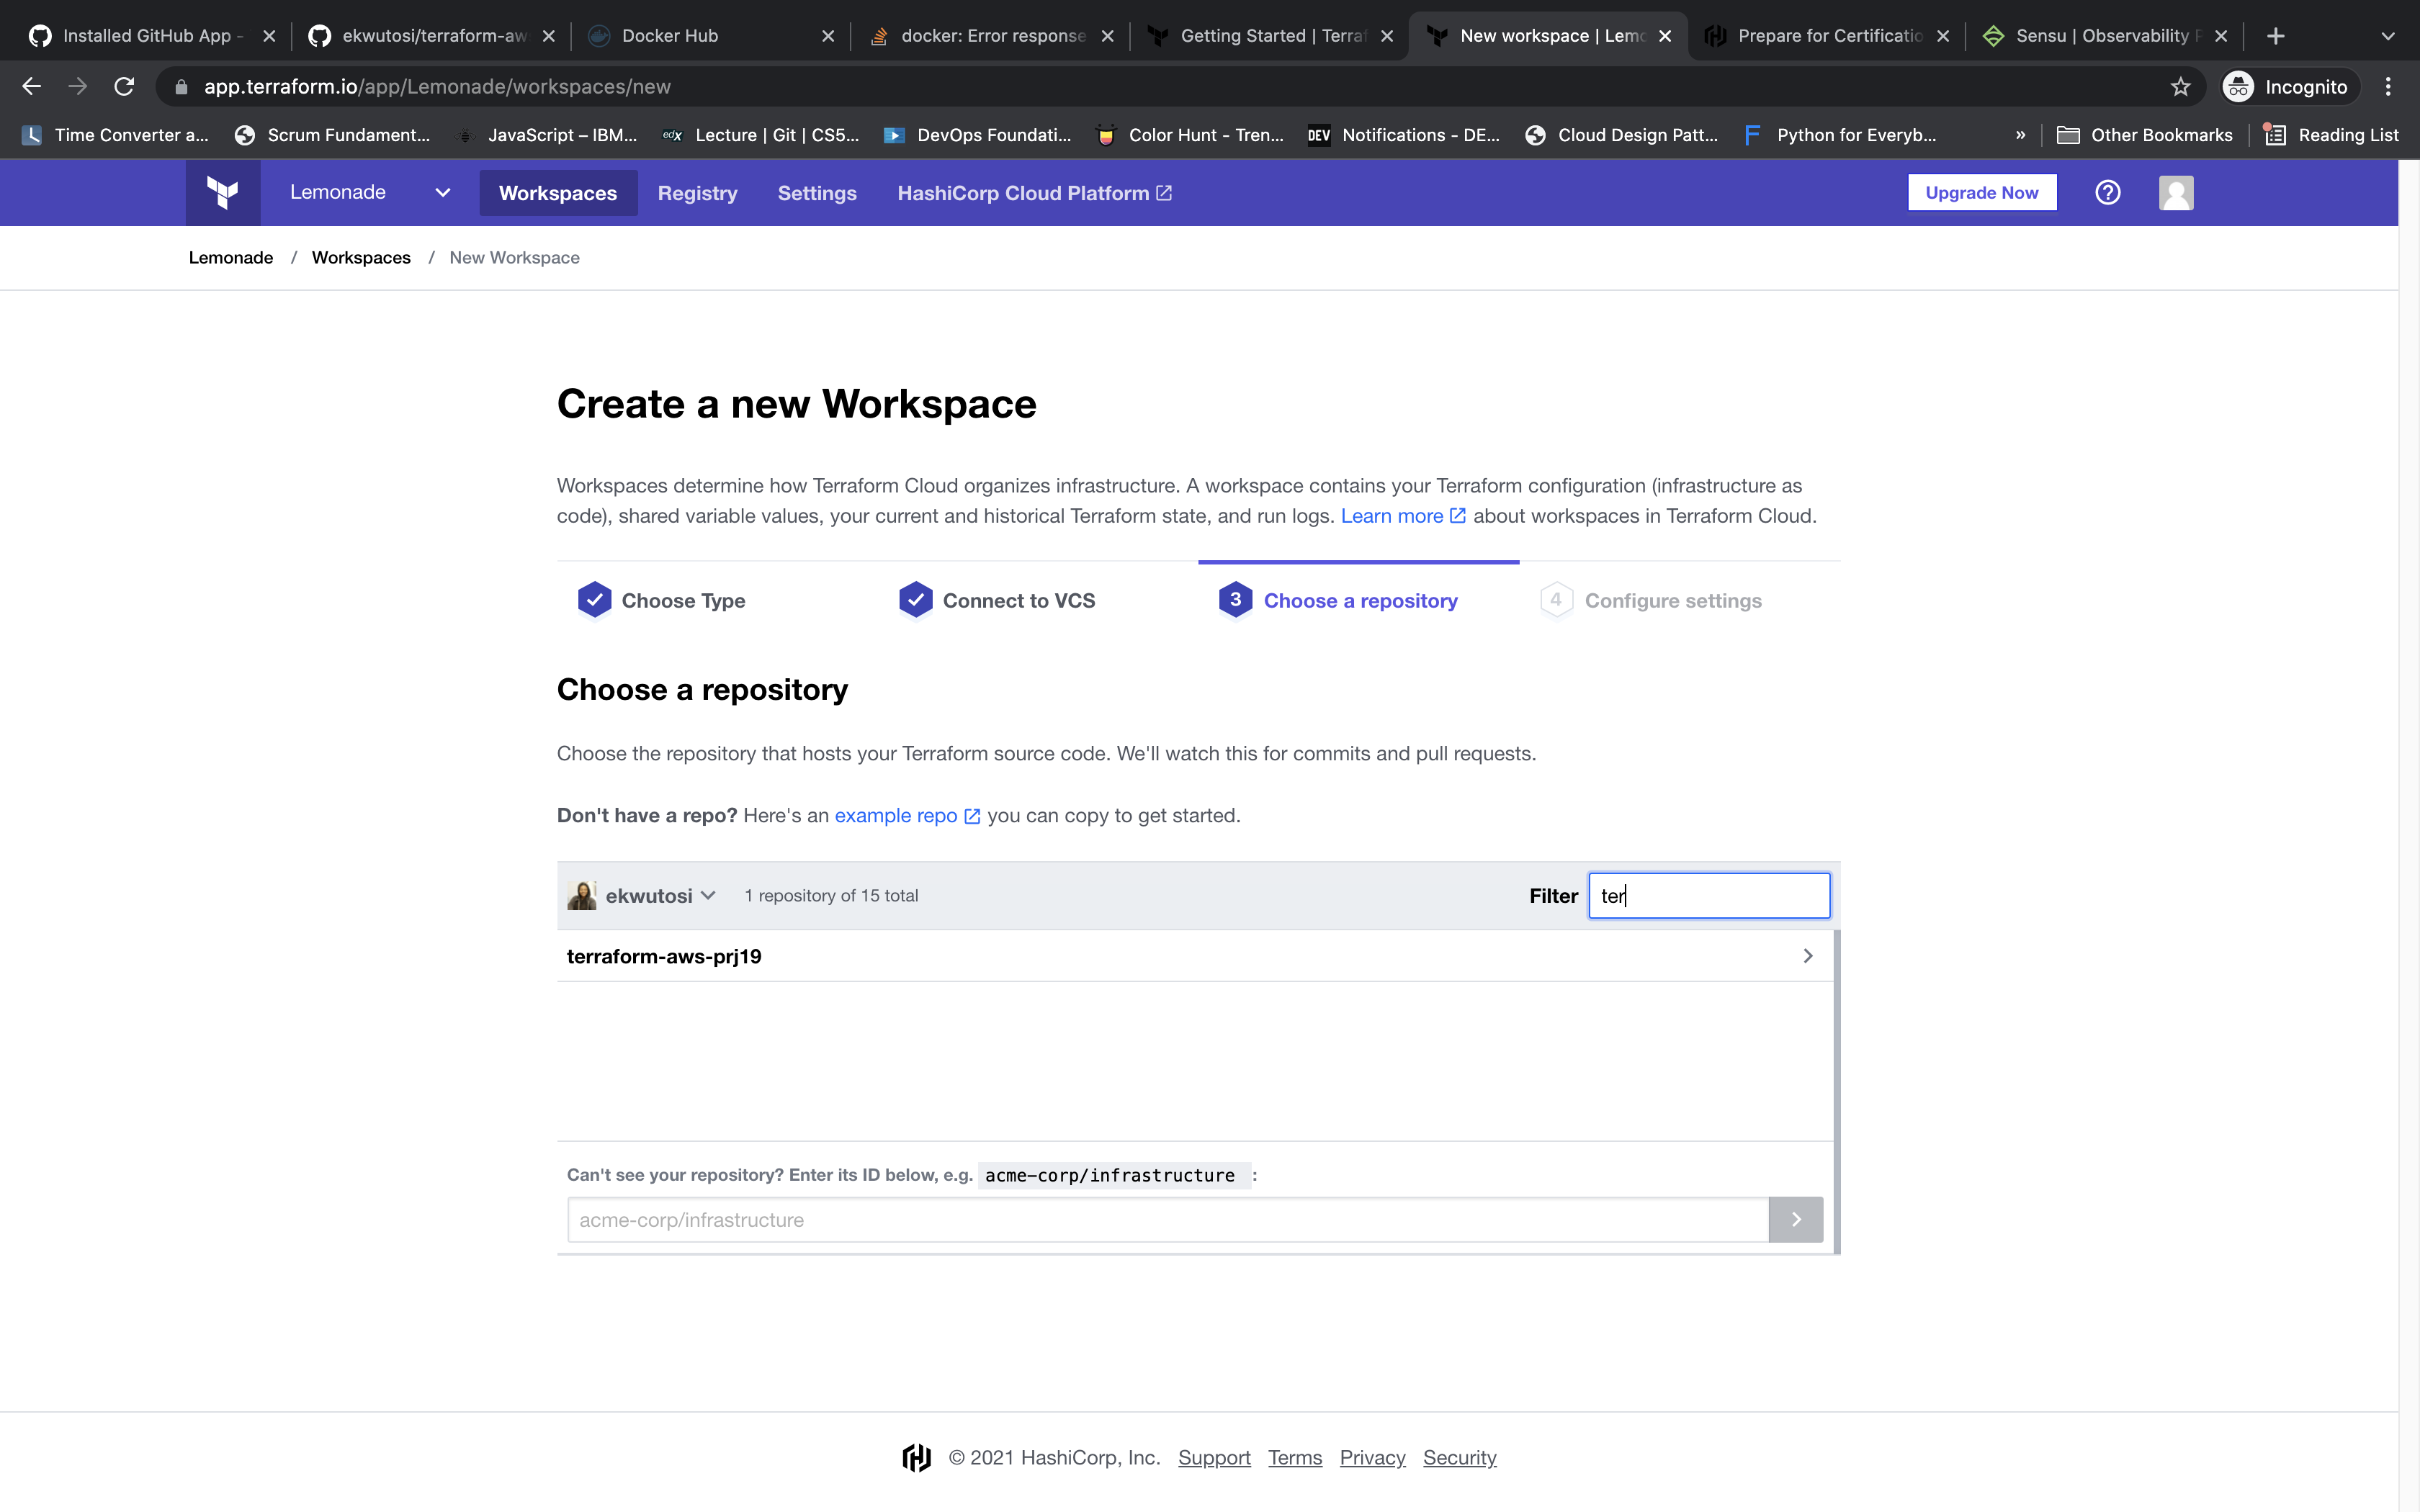 Installed GitHub App -
ekwutosi/terraform-aw
Docker Hub
docker: Error response
Getting Started | Terraf
New workspace | Lemo
Prepare for Certificatio
Sensu | Observability P
app.terraform.io/app/Lemonade/workspaces/new
Incognito
Time Converter a...
Scrum Fundament...
JavaScript – IBM...
edX
Lecture | Git | CS5...
DevOps Foundati...
Color Hunt - Tren...
DEV
Notifications - DE...
Cloud Design Patt...
Python for Everyb...
»
Other Bookmarks
Reading List
Lemonade
Workspaces
Registry
Settings
HashiCorp Cloud Platform
Upgrade Now
Lemonade / Workspaces / New Workspace
Create a new Workspace
Workspaces determine how Terraform Cloud organizes infrastructure. A workspace contains your Terraform configuration (infrastructure as
code), shared variable values, your current and historical Terraform state, and run logs. Learn more about workspaces in Terraform Cloud.
Choose Type
Connect to VCS
3 Choose a repository
4 Configure settings
Choose a repository
Choose the repository that hosts your Terraform source code. We'll watch this for commits and pull requests.
Don't have a repo? Here's an example repo you can copy to get started.
ekwutosi
1 repository of 15 total
Filter
ter
terraform-aws-prj19
Can't see your repository? Enter its ID below, e.g. acme-corp/infrastructure :
acme-corp/infrastructure
© 2021 HashiCorp, Inc. Support Terms Privacy Security